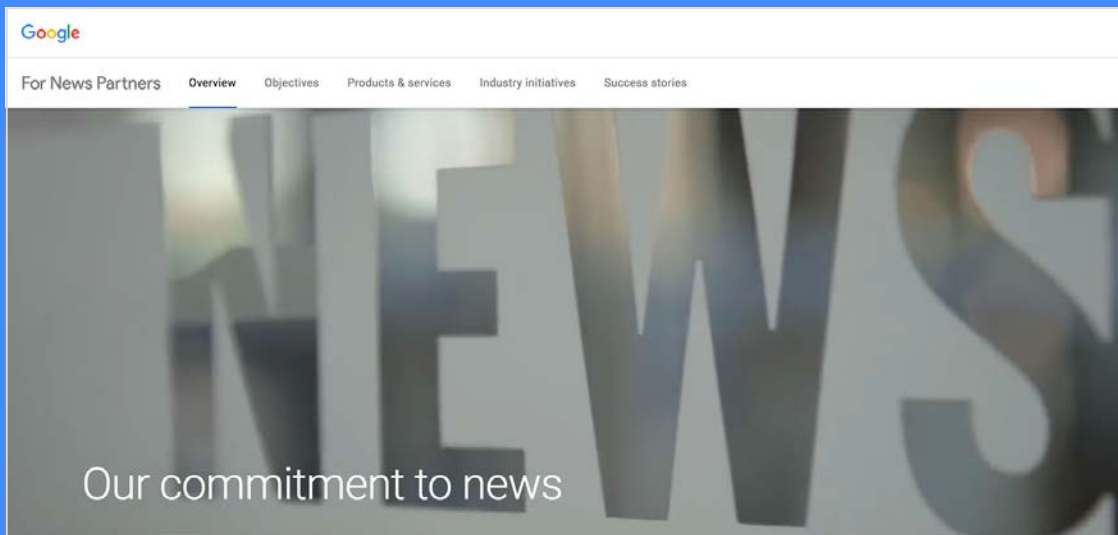 Google
For News Partners Overview Objectives Products & services Industry initiatives Success stories
NEWS
Our commitment to news